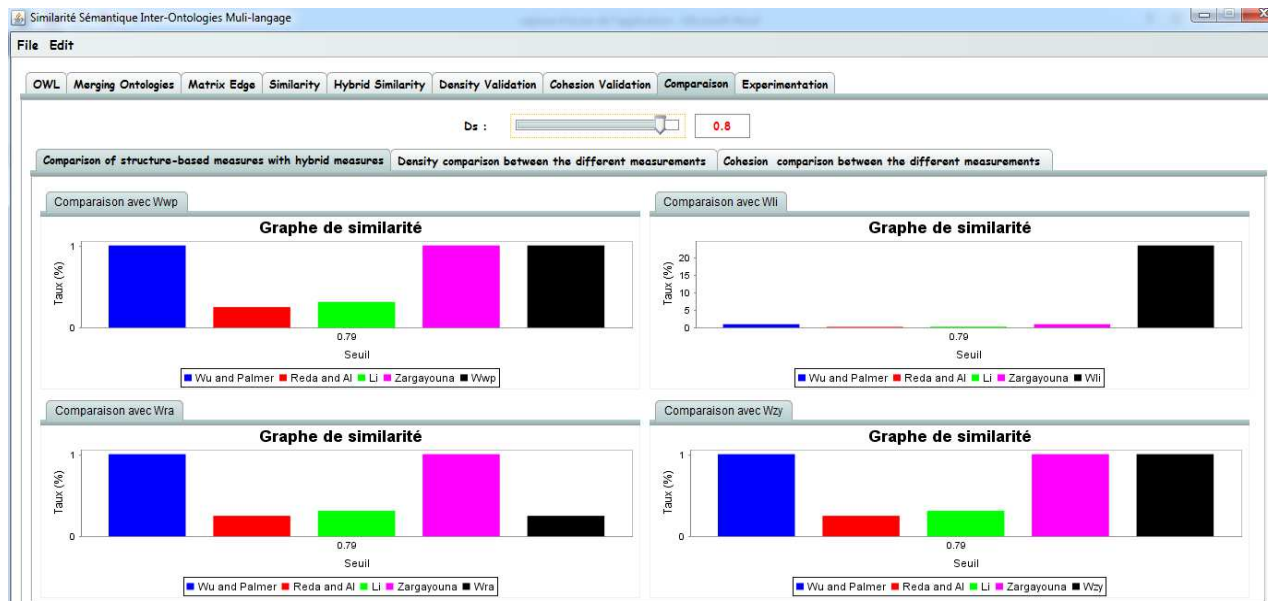 Similarité Sémantique Inter-Ontologies Muli-langage
File Edit
OWL Merging Ontologies Matrix Edge Similarity Hybrid Similarity Density Validation Cohesion Validation Comparaison Experimentation
Ds : 0.8
Comparison of structure-based measures with hybrid measures Density comparison between the different measurements Cohesion comparison between the different measurements
Comparaison avec Wwp
Graphe de similarité
1
0
Taux (%)
0.79
Seuil
Wu and Palmer Reda and Al Li Zargayouna Wwp
Comparaison avec Wli
Graphe de similarité
20
15
10
5
0
Taux (%)
0.79
Seuil
Wu and Palmer Reda and Al Li Zargayouna Wli
Comparaison avec Wra
Graphe de similarité
1
0
Taux (%)
0.79
Seuil
Wu and Palmer Reda and Al Li Zargayouna Wra
Comparaison avec Wzy
Graphe de similarité
1
0
Taux (%)
0.79
Seuil
Wu and Palmer Reda and Al Li Zargayouna Wzy